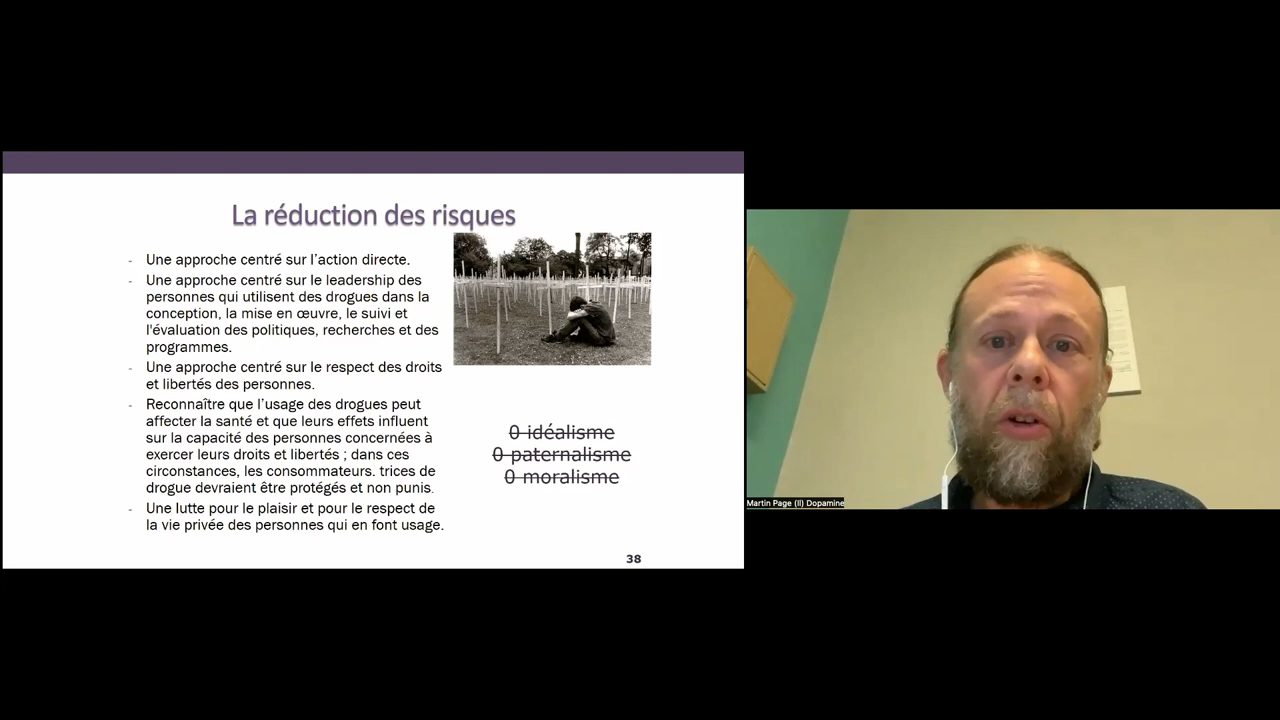 La réduction des risques
- Une approche centré sur l’action directe.
- Une approche centré sur le leadership des
personnes qui utilisent des drogues dans la
conception, la mise en œuvre, le suivi et
l'évaluation des politiques, recherches et des
programmes.
- Une approche centré sur le respect des droits
et libertés des personnes.
- Reconnaître que l’usage des drogues peut
affecter la santé et que leurs effets influent
sur la capacité des personnes concernées à
exercer leurs droits et libertés ; dans ces
circonstances, les consommateurs. trices de
drogue devraient être protégés et non punis.
- Une lutte pour le plaisir et pour le respect de
la vie privée des personnes qui en font usage.
0 idéalisme
0 paternalisme
0 moralisme
38
Martin Page (Il) Dopamine